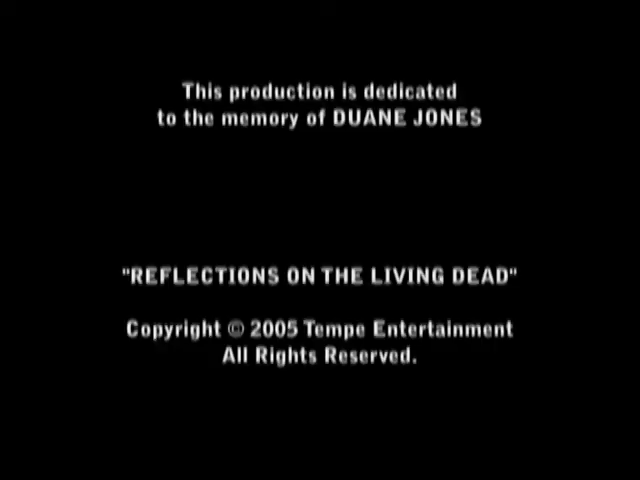 This production is dedicated
to the memory of DUANE JONES
"REFLECTIONS ON THE LIVING DEAD"
Copyright © 2005 Tempe Entertainment
All Rights Reserved.